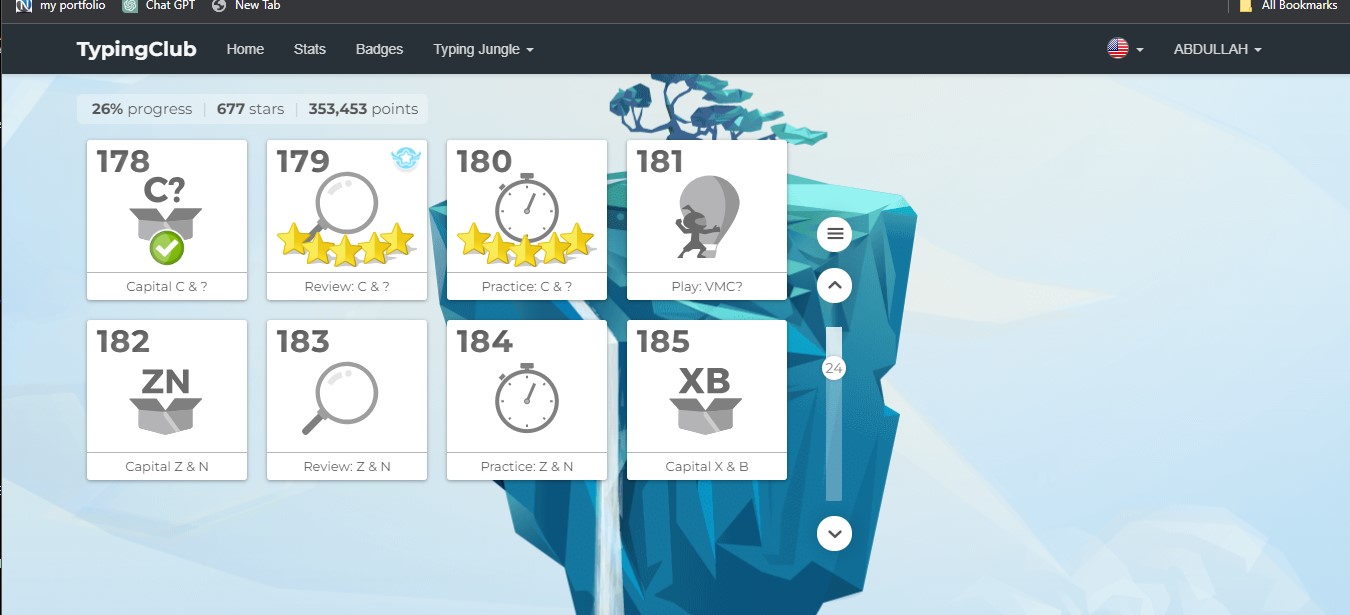 my portfolio Chat GPT New Tab All Bookmarks
TypingClub Home Stats Badges Typing Jungle ABDULLAH
26% progress | 677 stars | 353,453 points
178 179 180 181
C?
Capital C & ? Review: C & ? Practice: C & ? Play: VMC?
182 183 184 185
24
ZN XB
Capital Z & N Review: Z & N Practice: Z & N Capital X & B